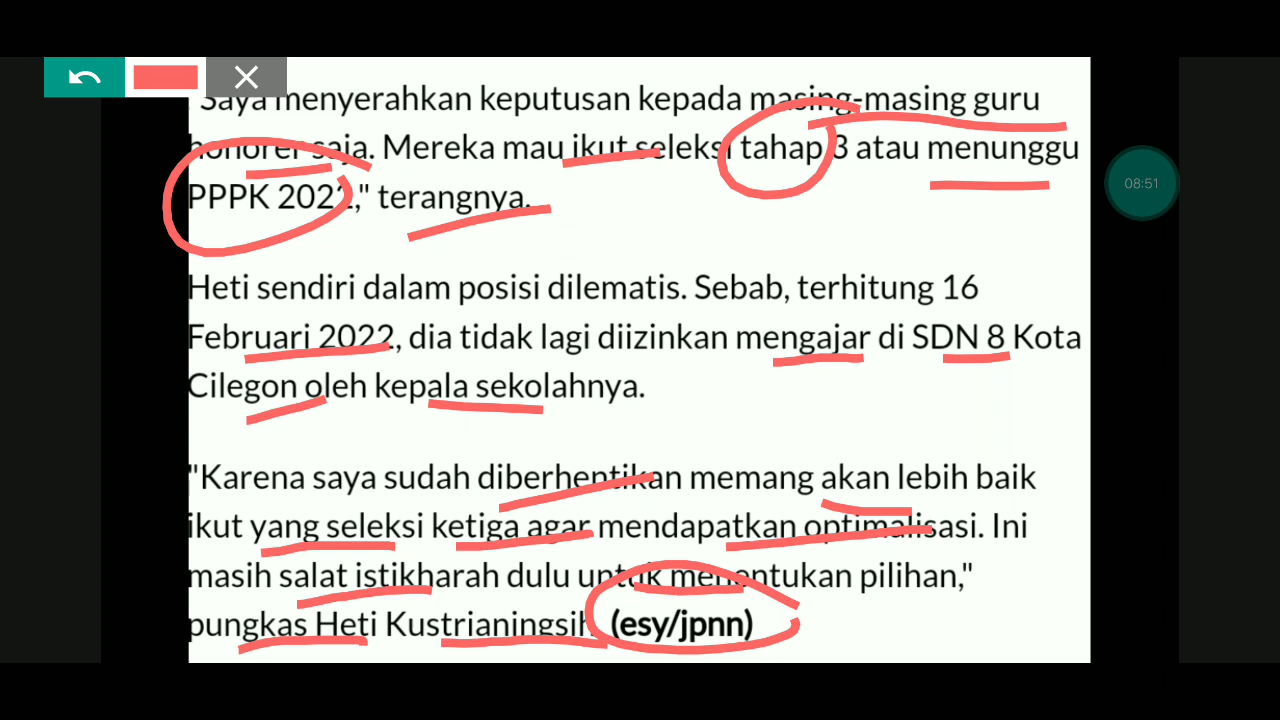 "Saya menyerahkan keputusan kepada masing-masing guru
honorer saja. Mereka mau ikut seleksi tahap 3 atau menunggu
PPPK 2022," terangnya.
08:51
Heti sendiri dalam posisi dilematis. Sebab, terhitung 16
Februari 2022, dia tidak lagi diizinkan mengajar di SDN 8 Kota
Cilegon oleh kepala sekolahnya.
"Karena saya sudah diberhentikan memang akan lebih baik
ikut yang seleksi ketiga agar mendapatkan optimalisasi. Ini
masih salat istikharah dulu untuk menentukan pilihan,"
pungkas Heti Kustrianingsih. (esy/jpnn)